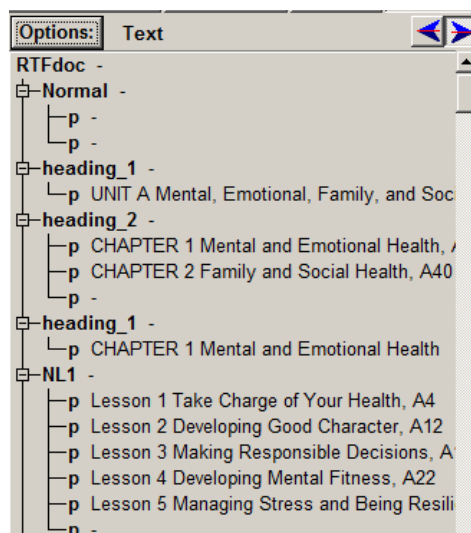 Options: Text
RTFdoc -
Normal -
p -
p -
heading_1 -
p UNIT A Mental, Emotional, Family, and Soc
heading_2 -
p CHAPTER 1 Mental and Emotional Health,
p CHAPTER 2 Family and Social Health, A40
p -
heading_1 -
p CHAPTER 1 Mental and Emotional Health
NL1 -
p Lesson 1 Take Charge of Your Health, A4
p Lesson 2 Developing Good Character, A12
p Lesson 3 Making Responsible Decisions, A
p Lesson 4 Developing Mental Fitness, A22
p Lesson 5 Managing Stress and Being Resili
p -